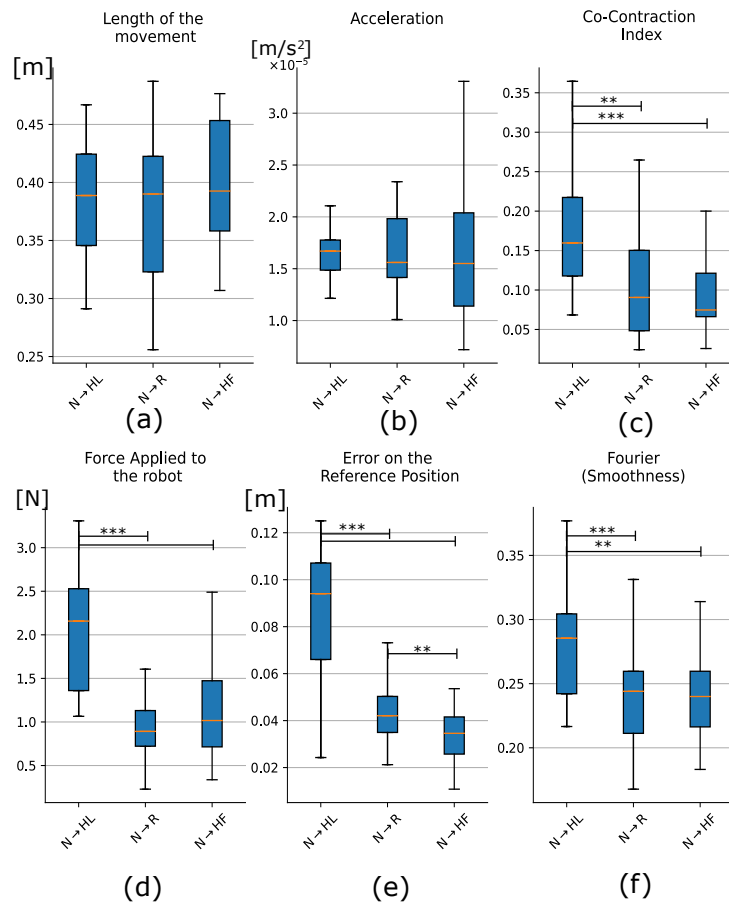 Length of the
movement
[m]
0.45
0.40
0.35
0.30
0.25
N→HL
N→R
N→HF
(a)
Acceleration
[m/s²]
×10⁻⁵
3.0
2.5
2.0
1.5
1.0
N→HL
N→R
N→HF
(b)
Co-Contraction
Index
0.35
0.30
0.25
0.20
0.15
0.10
0.05
**
***
N→HL
N→R
N→HF
(c)
Force Applied to
the robot
[N]
3.0
2.5
2.0
1.5
1.0
0.5
***
N→HL
N→R
N→HF
(d)
Error on the
Reference Position
[m]
0.12
0.10
0.08
0.06
0.04
0.02
***
**
N→HL
N→R
N→HF
(e)
Fourier
(Smoothness)
0.35
0.30
0.25
0.20
***
**
N→HL
N→R
N→HF
(f)